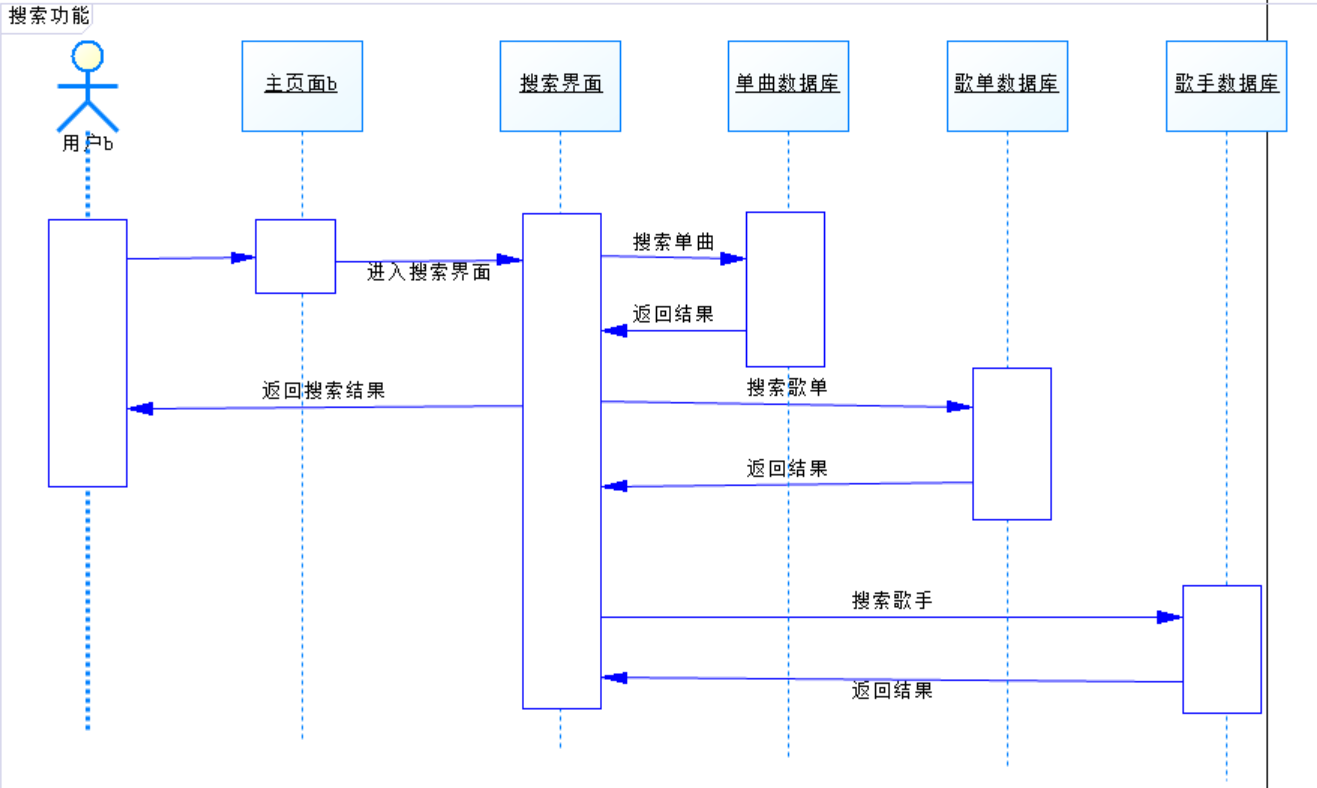 搜索功能
用户b
主页面b
搜索界面
单曲数据库
歌单数据库
歌手数据库
搜索单曲
进入搜索界面
返回结果
返回搜索结果
搜索歌单
返回结果
搜索歌手
返回结果